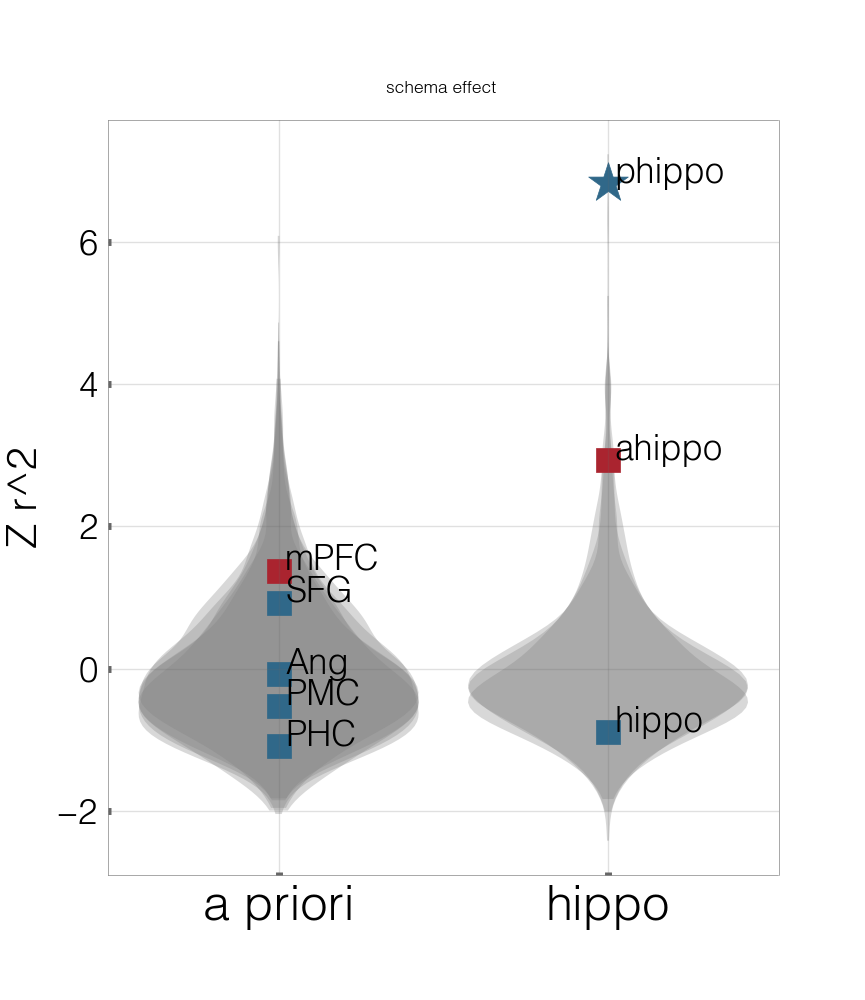 schema effect
phippo
6
4
ahippo
2
mPFC
SFG
Ang
0
PMC
hippo
PHC
−2
Z r^2
a priori
hippo